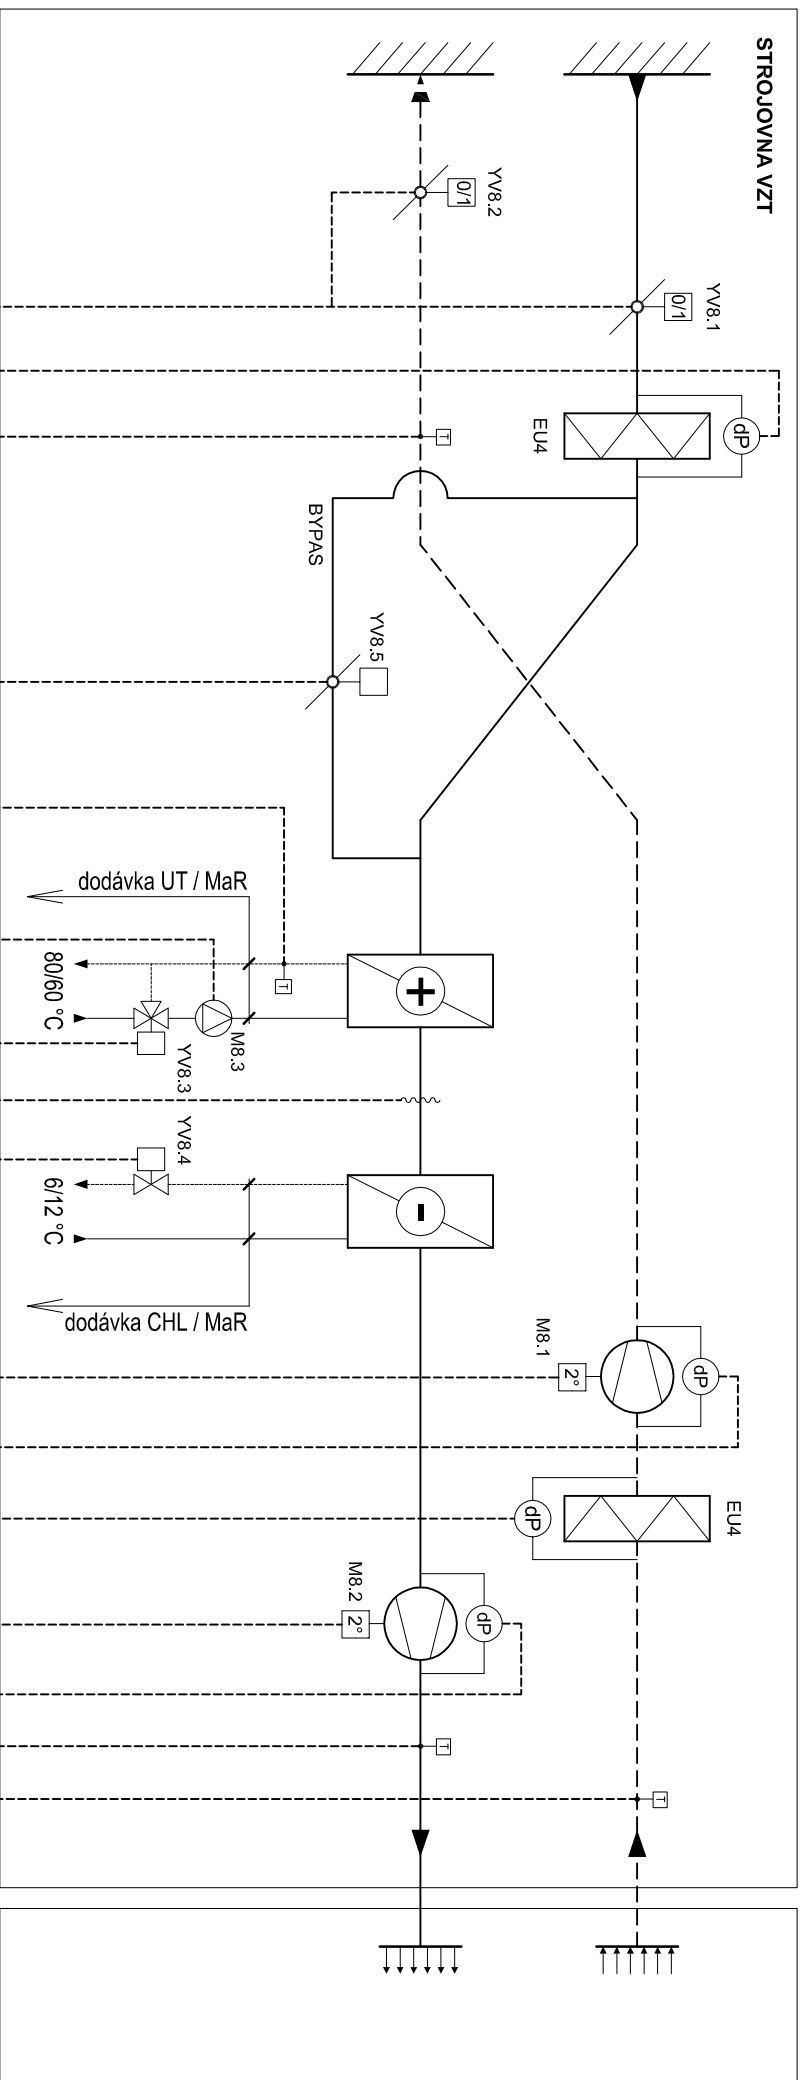 STROJOVNA VZT
YV8.2
0/1
YV8.1
0/1
dP
EU4
T
BYPAS
YV8.5
dodávka UT / MaR
80/60 °C
T
M8.3
YV8.3
+
YV8.4
6/12 °C
-
dodávka CHL / MaR
M8.1
2°
dP
EU4
dP
M8.2
2°
dP
T
T